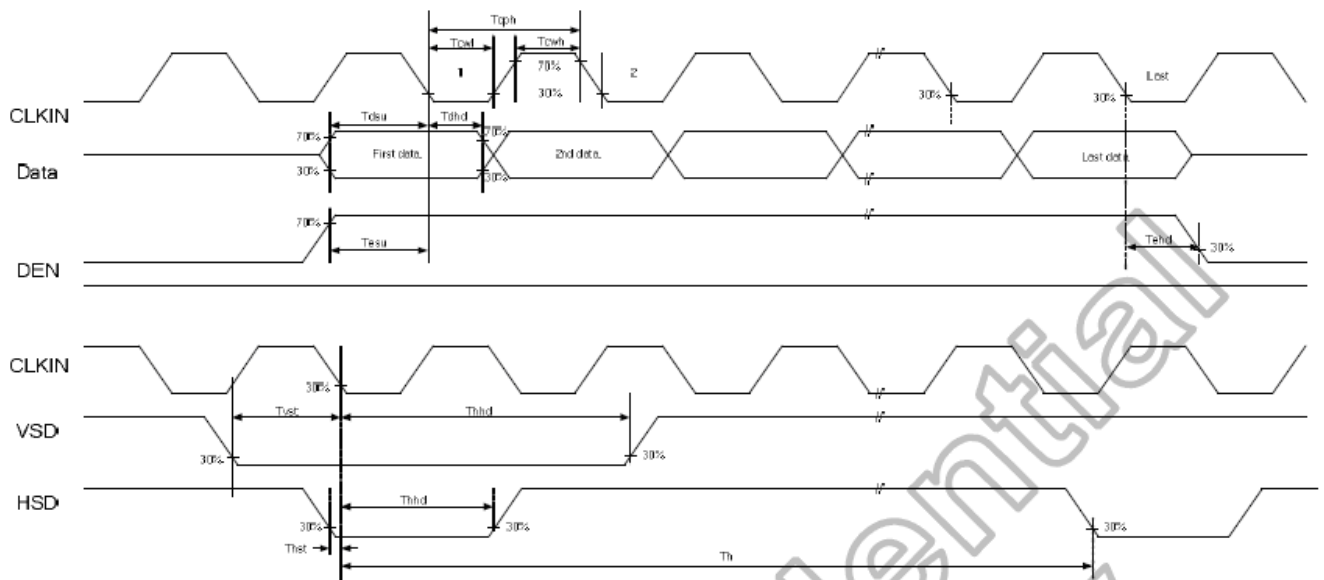 Tcph
Tcwl
Tcwh
1
70%
2
Last
30%
30%
30%
CLKIN
Tdsu
Tdhd
70%
70%
First data
2nd data
Last data
Data
30%
30%
70%
Tesu
Tehd
30%
DEN
CLKIN
30%
Tvst
Thhd
VSD
30%
30%
Thhd
HSD
30%
30%
30%
Thst
Th
dential